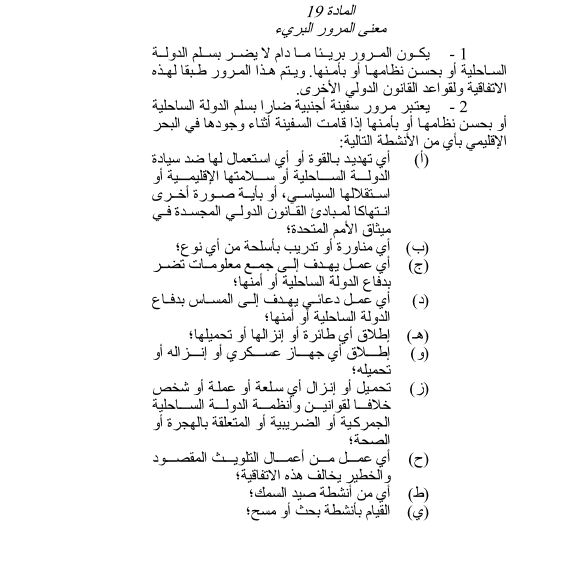 المادة 19
معنى المرور البريء
1 - يكون المرور بريئا ما دام لا يضر بسلم الدولة
الساحلية أو بحسن نظامها أو بأمنها. ويتم هذا المرور طبقا لهذه
الاتفاقية ولقواعد القانون الدولي الأخرى.
2 - يعتبر مرور سفينة أجنبية ضارا بسلم الدولة الساحلية
أو بحسن نظامها أو بأمنها إذا قامت السفينة أثناء وجودها في البحر
الإقليمي بأي من الأنشطة التالية:
(أ) أي تهديد بالقوة أو أي استعمال لها ضد سيادة
الدولة الساحلية أو سلامتها الإقليمية أو
استقلالها السياسي، أو بأية صورة أخرى
انتهاكا لمبادئ القانون الدولي المجسدة في
ميثاق الأمم المتحدة؛
(ب) أي مناورة أو تدريب بأسلحة من أي نوع؛
(ج) أي عمل يهدف إلى جمع معلومات تضر
بدفاع الدولة الساحلية أو أمنها؛
(د) أي عمل دعائي يهدف إلى المساس بدفاع
الدولة الساحلية أو أمنها؛
(هـ) إطلاق أي طائرة أو إنزالها أو تحميلها؛
(و) إطلاق أي جهاز عسكري أو إنزاله أو
تحميله؛
(ز) تحميل أو إنزال أي سلعة أو عملة أو شخص
خلافا لقوانين وأنظمة الدولة الساحلية
الجمركية أو الضريبية أو المتعلقة بالهجرة أو
الصحة؛
(ح) أي عمل من أعمال التلويث المقصود
والخطير يخالف هذه الاتفاقية؛
(ط) أي من أنشطة صيد السمك؛
(ي) القيام بأنشطة بحث أو مسح؛